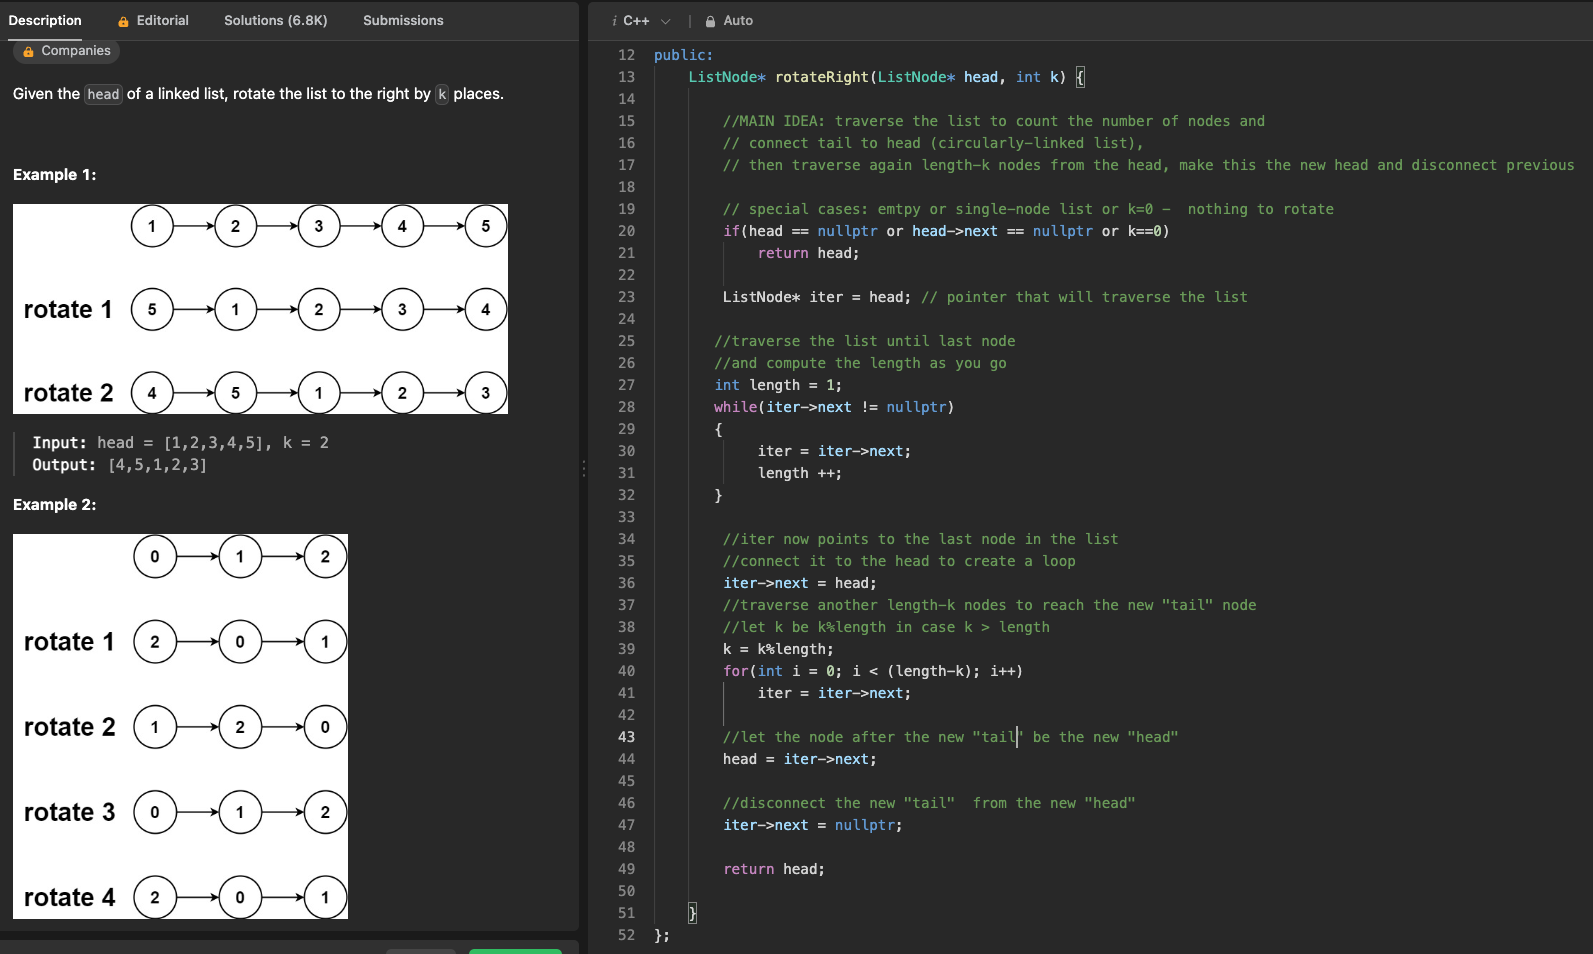 Description Editorial Solutions (6.8K) Submissions
Companies
Given the head of a linked list, rotate the list to the right by k places.
Example 1:
1 2 3 4 5
rotate 1 5 1 2 3 4
rotate 2 4 5 1 2 3
Input: head = [1,2,3,4,5], k = 2
Output: [4,5,1,2,3]
Example 2:
0 1 2
rotate 1 2 0 1
rotate 2 1 2 0
rotate 3 0 1 2
rotate 4 2 0 1
i C++ | Auto
12 public:
13 ListNode* rotateRight(ListNode* head, int k) {
14
15 //MAIN IDEA: traverse the list to count the number of nodes and
16 // connect tail to head (circularly-linked list),
17 // then traverse again length-k nodes from the head, make this the new head and disconnect previous
18
19 // special cases: emtpy or single-node list or k=0 -  nothing to rotate
20 if(head == nullptr or head->next == nullptr or k==0)
21 return head;
22
23 ListNode* iter = head; // pointer that will traverse the list
24
25 //traverse the list until last node
26 //and compute the length as you go
27 int length = 1;
28 while(iter->next != nullptr)
29 {
30 iter = iter->next;
31 length ++;
32 }
33
34 //iter now points to the last node in the list
35 //connect it to the head to create a loop
36 iter->next = head;
37 //traverse another length-k nodes to reach the new "tail" node
38 //let k be k%length in case k > length
39 k = k%length;
40 for(int i = 0; i < (length-k); i++)
41 iter = iter->next;
42
43 //let the node after the new "tail" be the new "head"
44 head = iter->next;
45
46 //disconnect the new "tail"  from the new "head"
47 iter->next = nullptr;
48
49 return head;
50
51 }
52 };